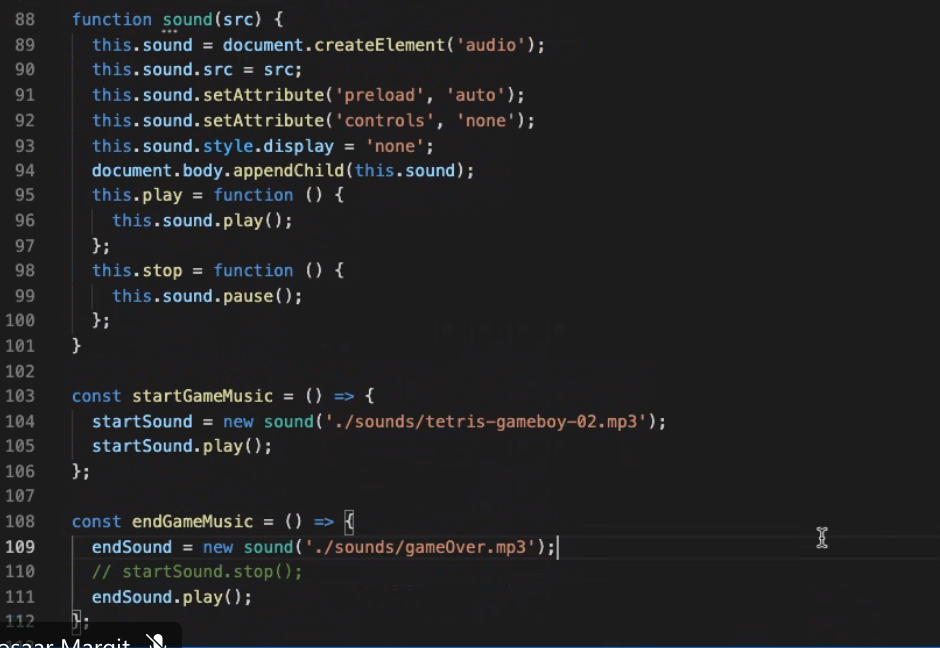 88 function sound(src) {
89 this.sound = document.createElement('audio');
90 this.sound.src = src;
91 this.sound.setAttribute('preload', 'auto');
92 this.sound.setAttribute('controls', 'none');
93 this.sound.style.display = 'none';
94 document.body.appendChild(this.sound);
95 this.play = function () {
96 this.sound.play();
97 };
98 this.stop = function () {
99 this.sound.pause();
100 };
101 }
102
103 const startGameMusic = () => {
104 startSound = new sound('./sounds/tetris-gameboy-02.mp3');
105 startSound.play();
106 };
107
108 const endGameMusic = () => {
109 endSound = new sound('./sounds/gameOver.mp3');
110 // startSound.stop();
111 endSound.play();
112 };
Margit